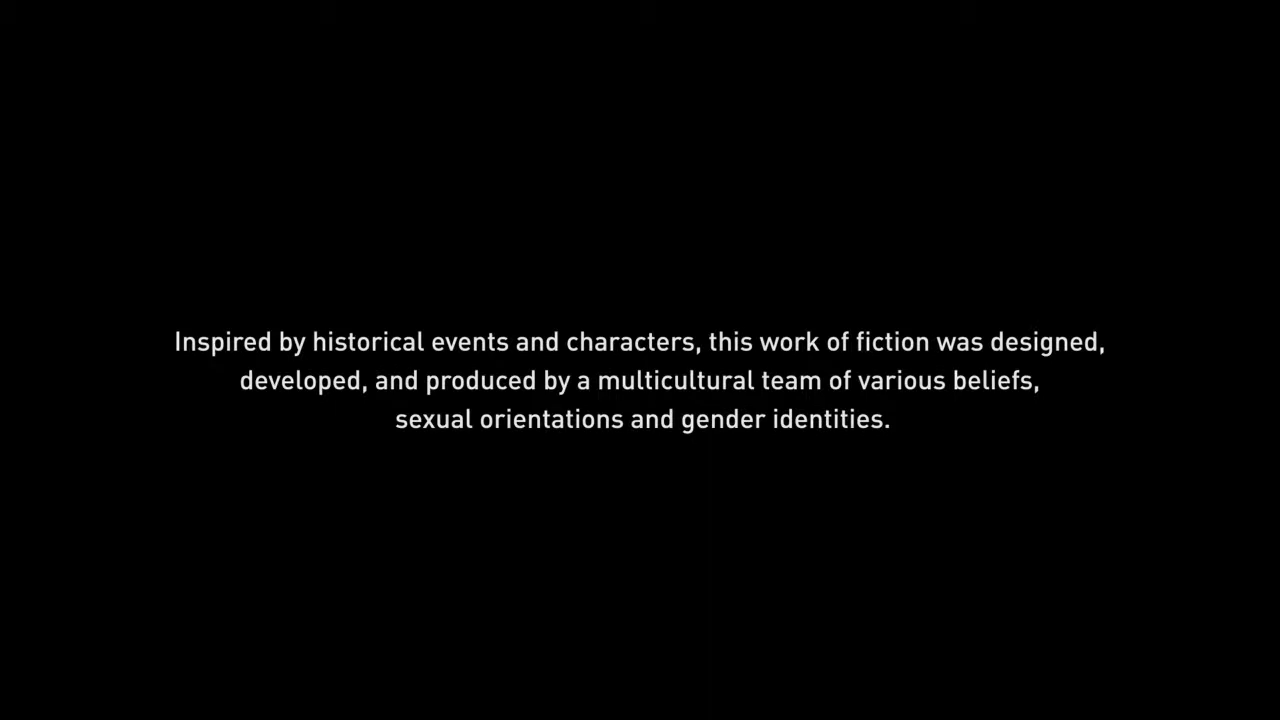 Inspired by historical events and characters, this work of fiction was designed,
developed, and produced by a multicultural team of various beliefs,
sexual orientations and gender identities.